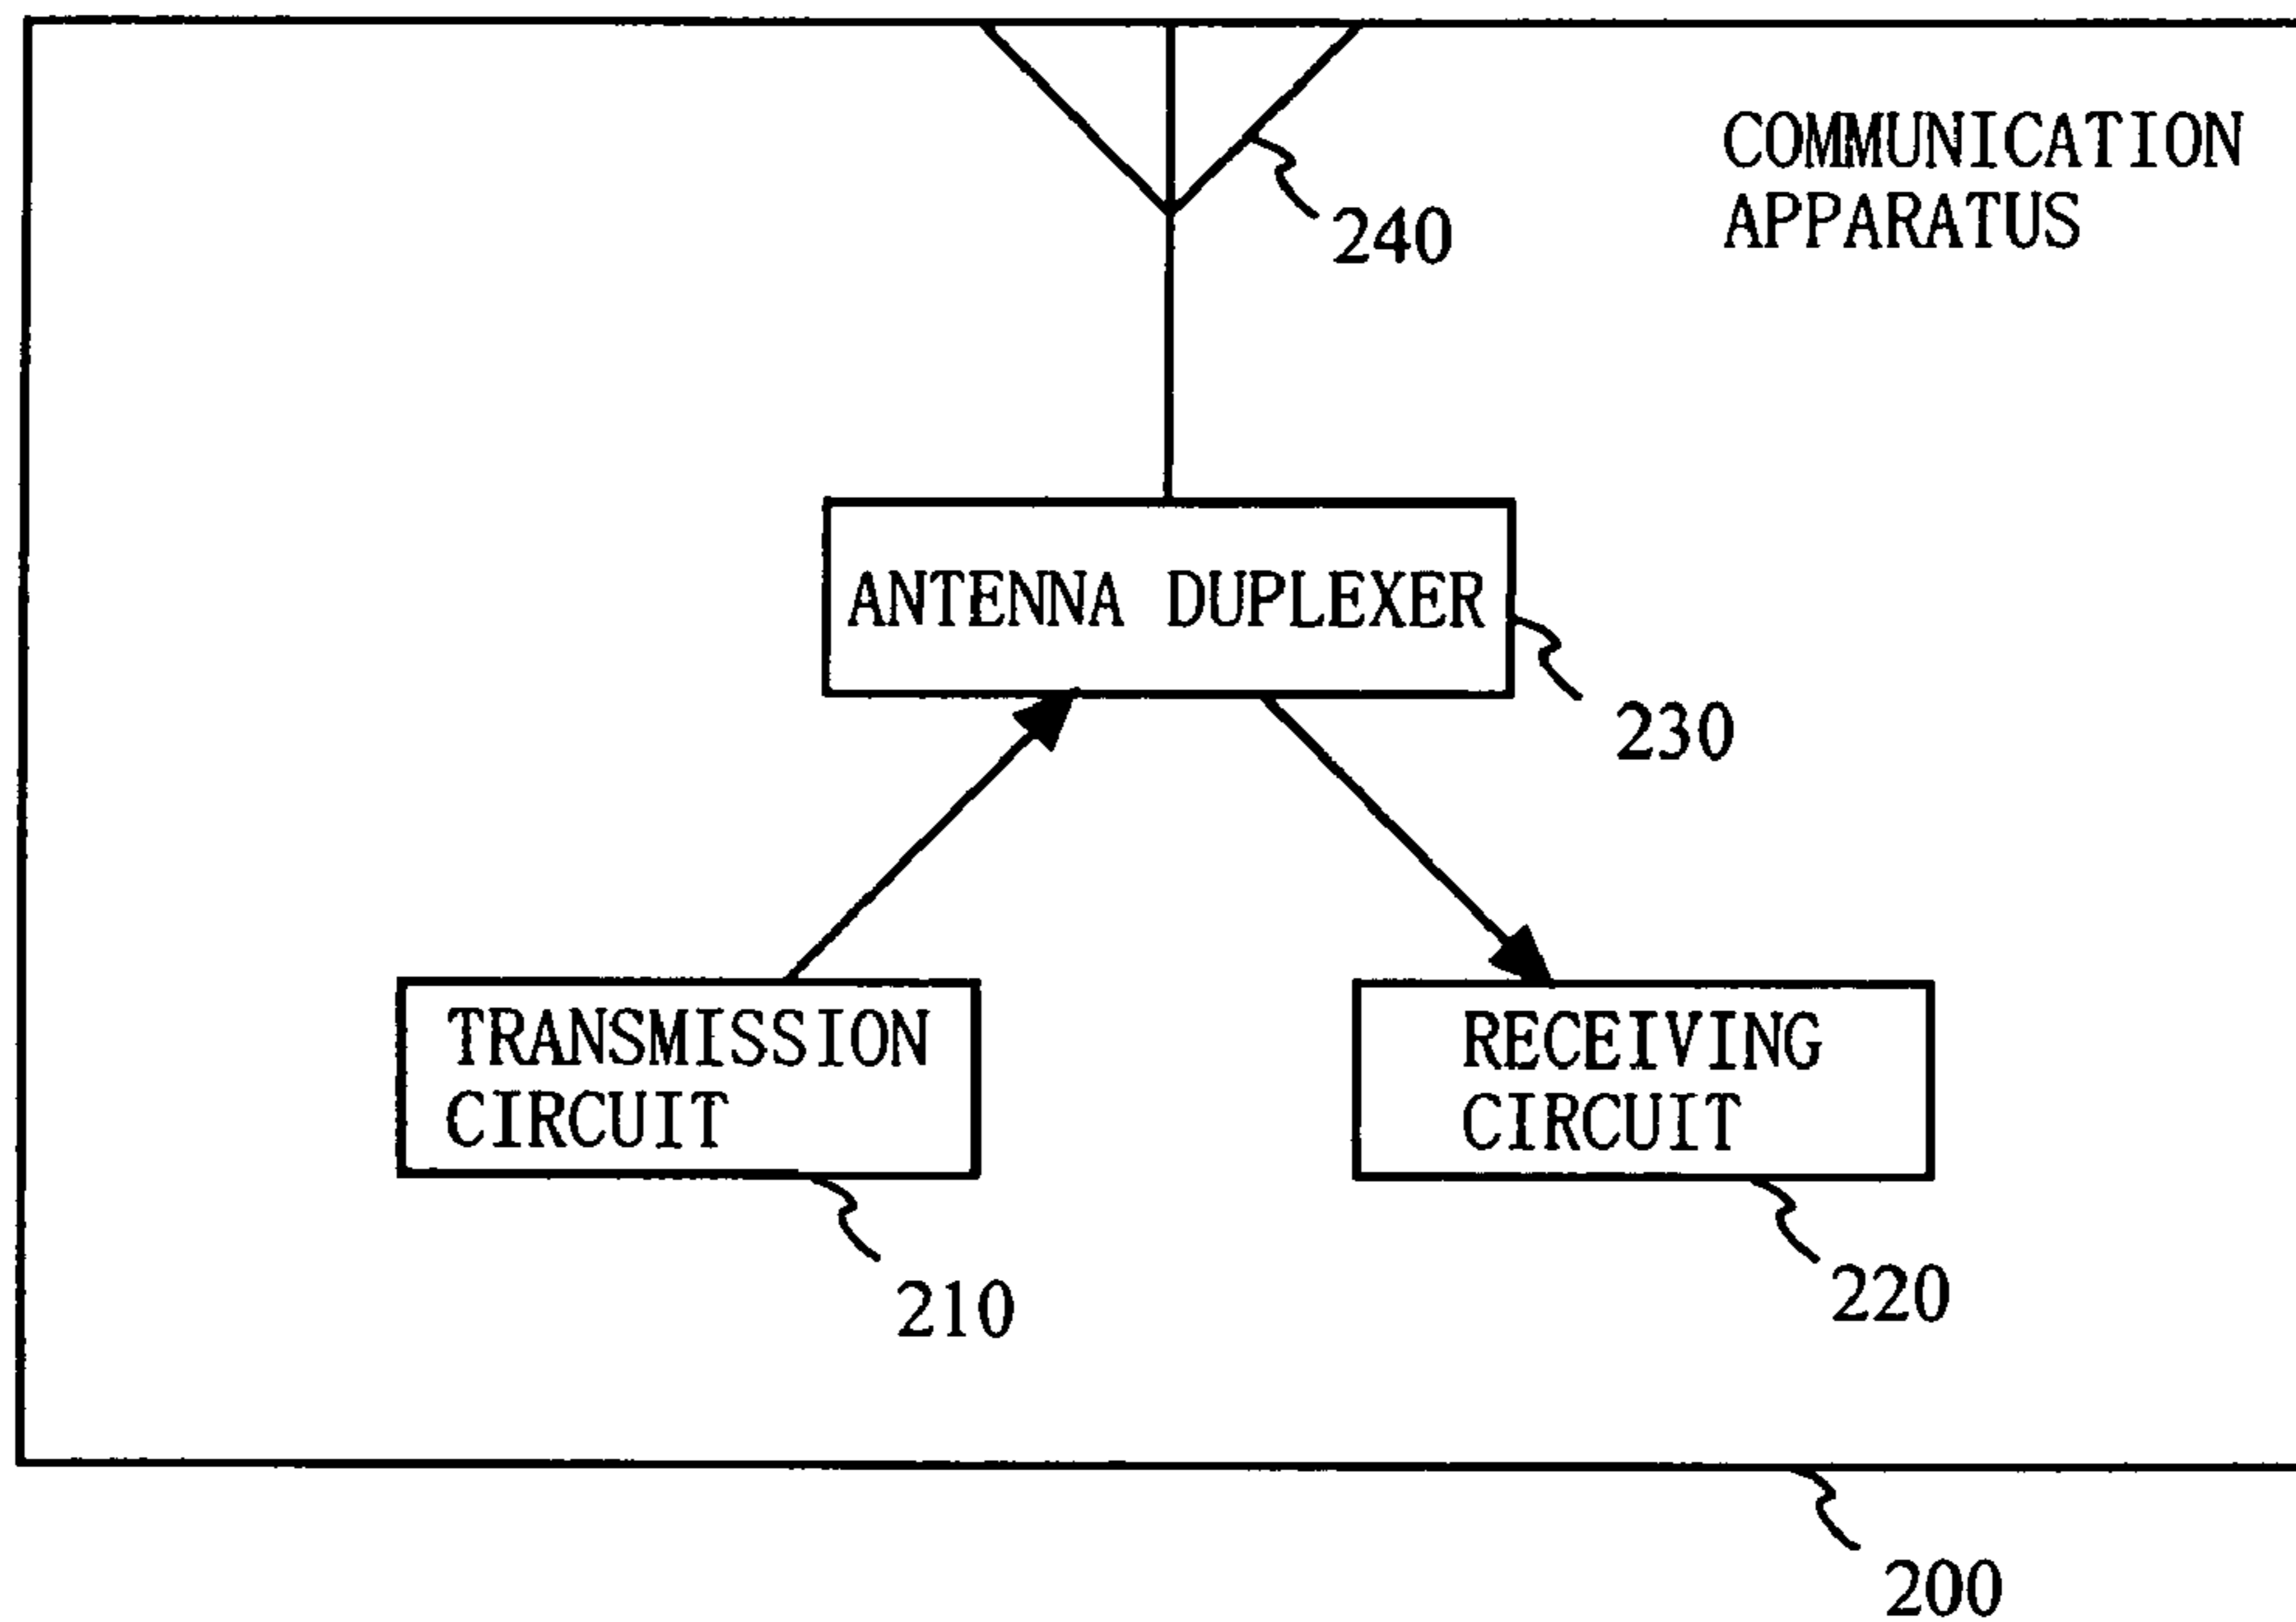 COMMUNICATION
APPARATUS
240
ANTENNA DUPLEXER
230
TRANSMISSION
CIRCUIT
RECEIVING
CIRCUIT
210
220
200